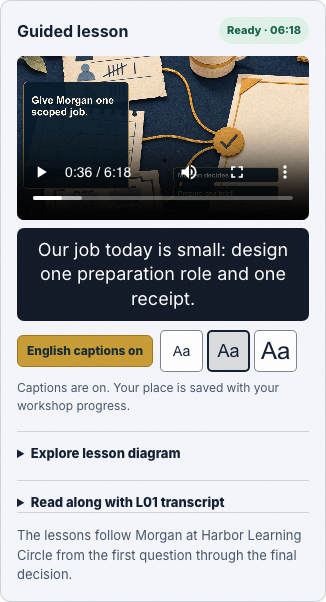 Guided lesson
Ready · 06:18
Give Morgan one
scoped job.
0:36 / 6:18
Our job today is small: design
one preparation role and one
receipt.
English captions on
Aa
Aa
Aa
Captions are on. Your place is saved with your
workshop progress.
Explore lesson diagram
Read along with L01 transcript
The lessons follow Morgan at Harbor Learning
Circle from the first question through the final
decision.